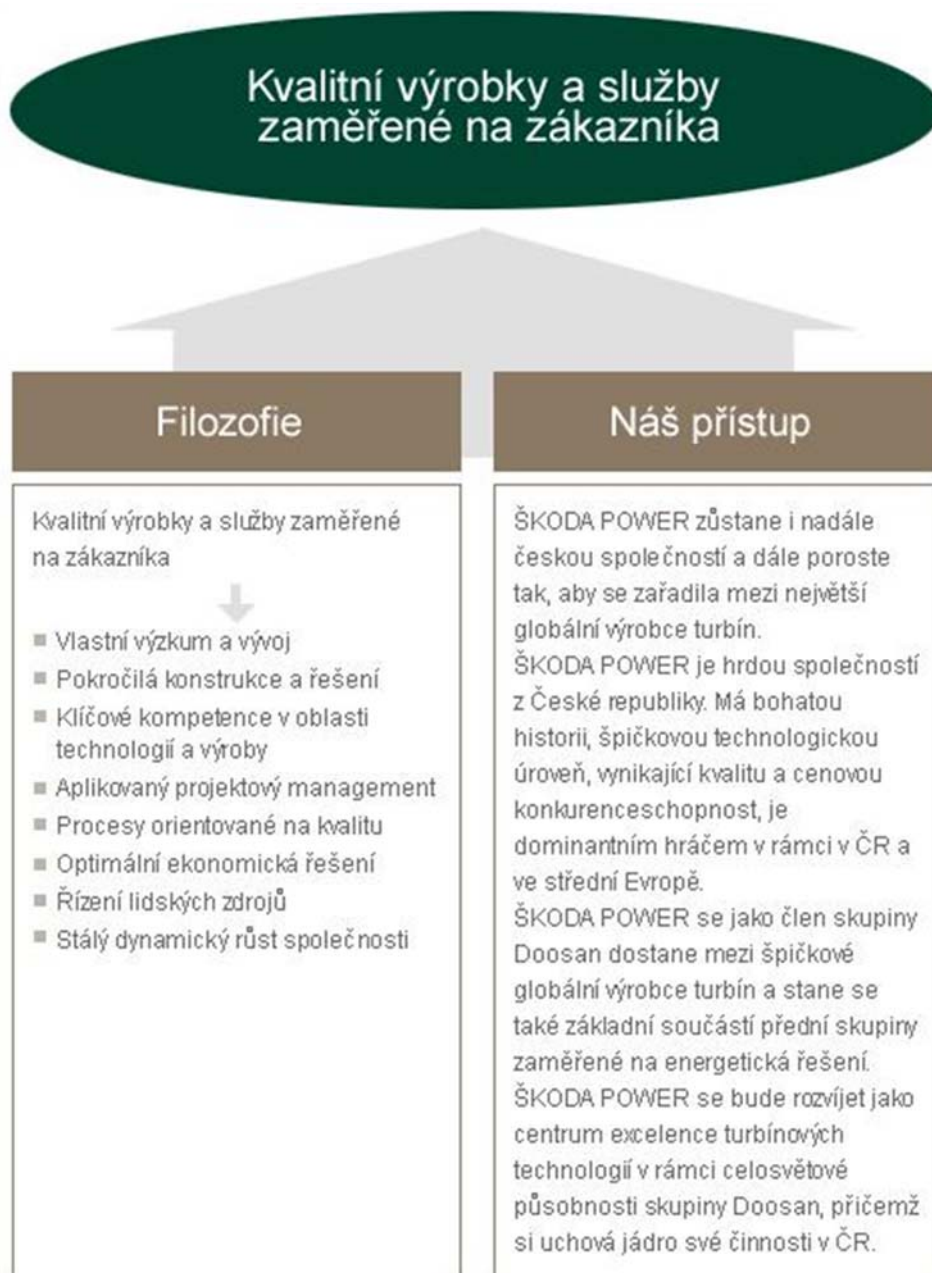 Kvalitní výrobky a služby
zaměřené na zákazníka
Filozofie
Kvalitní výrobky a služby zaměřené
na zákazníka
Vlastní výzkum a vývoj
Pokročilá konstrukce a řešení
Klíčové kompetence v oblasti
technologií a výroby
Aplikovaný projektový management
Procesy orientované na kvalitu
Optimální ekonomická řešení
Řízení lidských zdrojů
Stálý dynamický růst společnosti
Náš přístup
ŠKODA POWER zůstane i nadále
českou společností a dále poroste
tak, aby se zařadila mezi největší
globální výrobce turbín.
ŠKODA POWER je hrdou společností
z České republiky. Má bohatou
historii, špičkovou technologickou
úroveň, vynikající kvalitu a cenovou
konkurenceschopnost, je
dominantním hráčem v rámci v ČR a
ve střední Evropě.
ŠKODA POWER se jako člen skupiny
Doosan dostane mezi špičkové
globální výrobce turbín a stane se
také základní součástí přední skupiny
zaměřené na energetická řešení.
ŠKODA POWER se bude rozvíjet jako
centrum excelence turbínových
technologií v rámci celosvětové
působnosti skupiny Doosan, přičemž
si uchová jádro své činnosti v ČR.